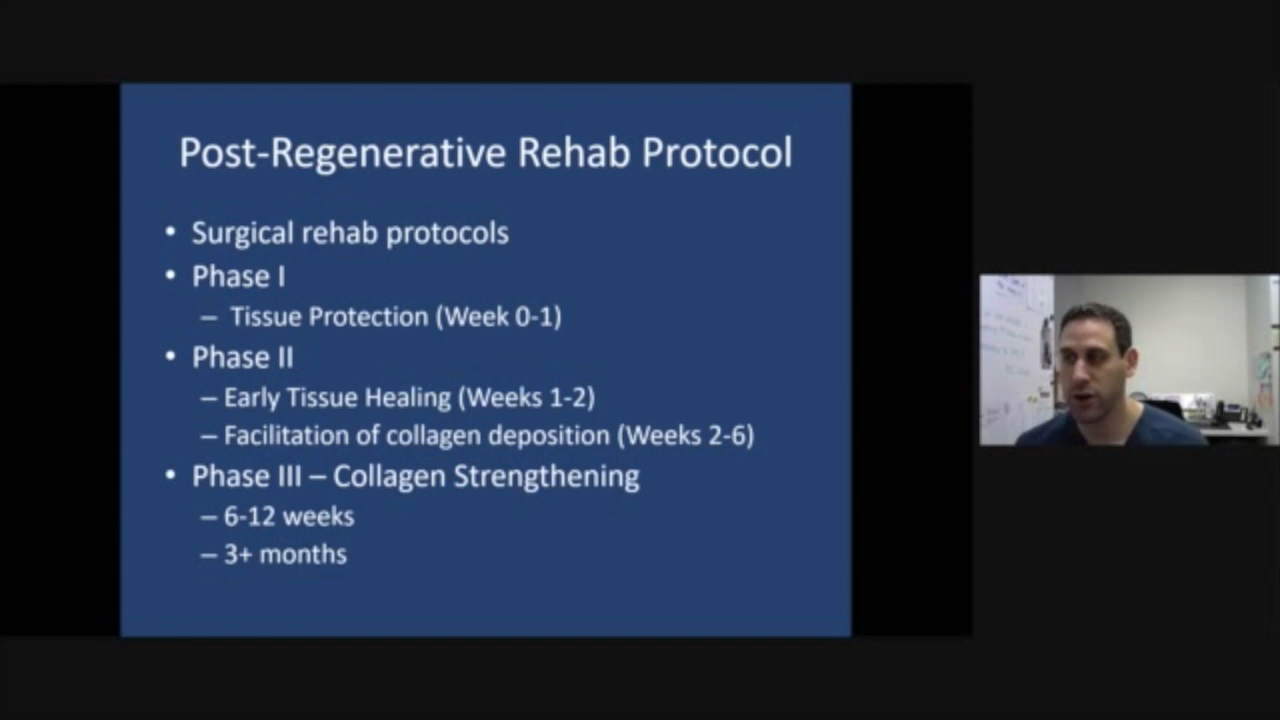 Post-Regenerative Rehab Protocol
• Surgical rehab protocols
• Phase I
– Tissue Protection (Week 0-1)
• Phase II
– Early Tissue Healing (Weeks 1-2)
– Facilitation of collagen deposition (Weeks 2-6)
• Phase III – Collagen Strengthening
– 6-12 weeks
– 3+ months